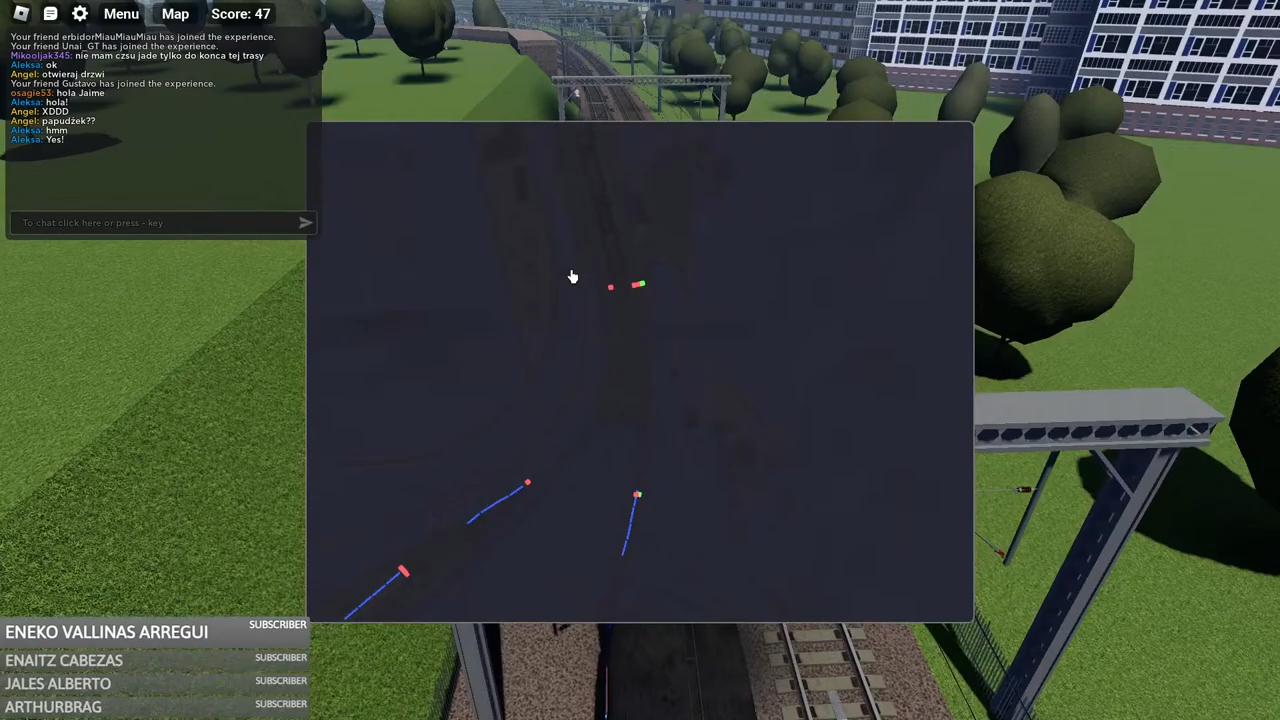 Menu Map Score: 47
Your friend erbidorMiauMiauMiau has joined the experience.
Your friend Unai_GT has joined the experience.
Mikooljak345: nie mam czsu jade tylko do konca tej trasy
Aleksa: ok
Angel: otwieraj drzwi
Your friend Gustavo has joined the experience.
osagie53: hola Jaime
Aleksa: hola!
Angel: XDDD
Angel: papudżek??
Aleksa: hmm
Aleksa: Yes!
To chat click here or press - key
ENEKO VALLINAS ARREGUI SUBSCRIBER
ENAITZ CABEZAS SUBSCRIBER
JALES ALBERTO SUBSCRIBER
ARTHURBRAG SUBSCRIBER